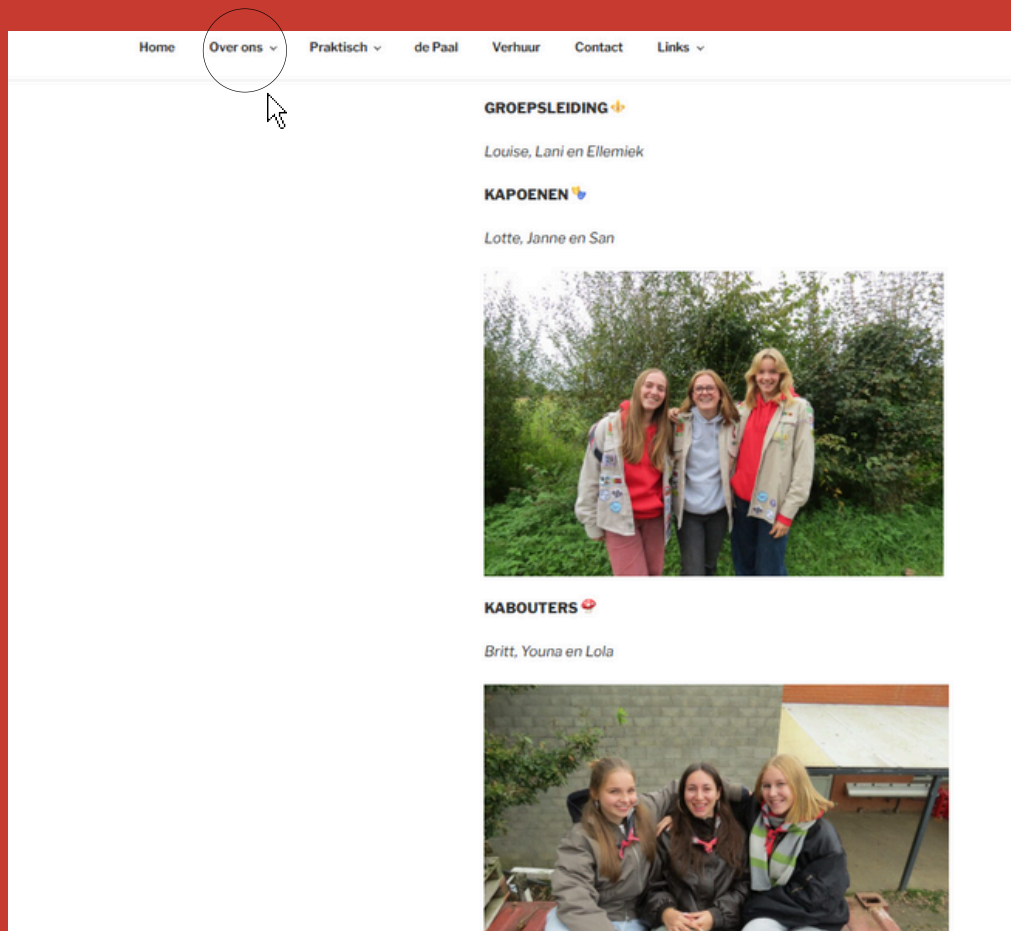 Home Over ons Praktisch de Paal Verhuur Contact Links
GROEPSLEIDING
Louise, Lani en Ellemiek
KAPOENEN
Lotte, Janne en San
KABOUTERS
Britt, Youna en Lola